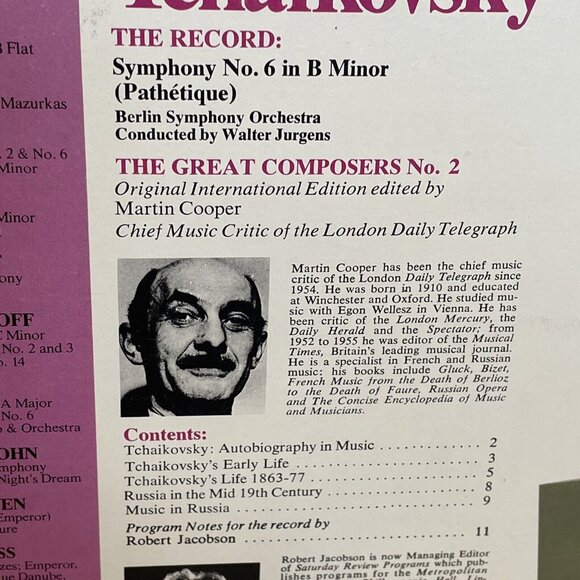 Tchaikovsky
THE RECORD:
Symphony No. 6 in B Minor
(Pathétique)
Berlin Symphony Orchestra
Conducted by Walter Jurgens
THE GREAT COMPOSERS No. 2
Original International Edition edited by
Martin Cooper
Chief Music Critic of the London Daily Telegraph
Martin Cooper has been the chief music
critic of the London Daily Telegraph since
1954. He was born in 1910 and educated
at Winchester and Oxford. He studied mu-
sic with Egon Wellesz in Vienna. He has
been critic of the London Mercury, the
Daily Herald and the Spectator; from
1952 to 1955 he was editor of the Musical
Times, Britain's leading musical journal.
He is a specialist in French and Russian
music: his books include Gluck, Bizet,
French Music from the Death of Berlioz
to the Death of Faure, Russian Opera
and The Concise Encyclopedia of Music
and Musicians.
Contents:
Tchaikovsky: Autobiography in Music 2
Tchaikovsky's Early Life 3
Tchaikovsky's Life 1863-77 5
Russia in the Mid 19th Century 8
Music in Russia 9
Program Notes for the record by
Robert Jacobson 11
Robert Jacobson is now Managing Editor
of Saturday Review Programs which pub-
lishes programs for the Metropolitan
B Flat
Mazurkas
2 & No. 6
Minor
Minor
ony
OFF
C Minor
No. 2 and 3
o. 14
A Major
No. 6
o & Orchestra
OHN
mphony
Night's Dream
EN
Emperor)
ure
SS
zes; Emperor,
ue Danube,